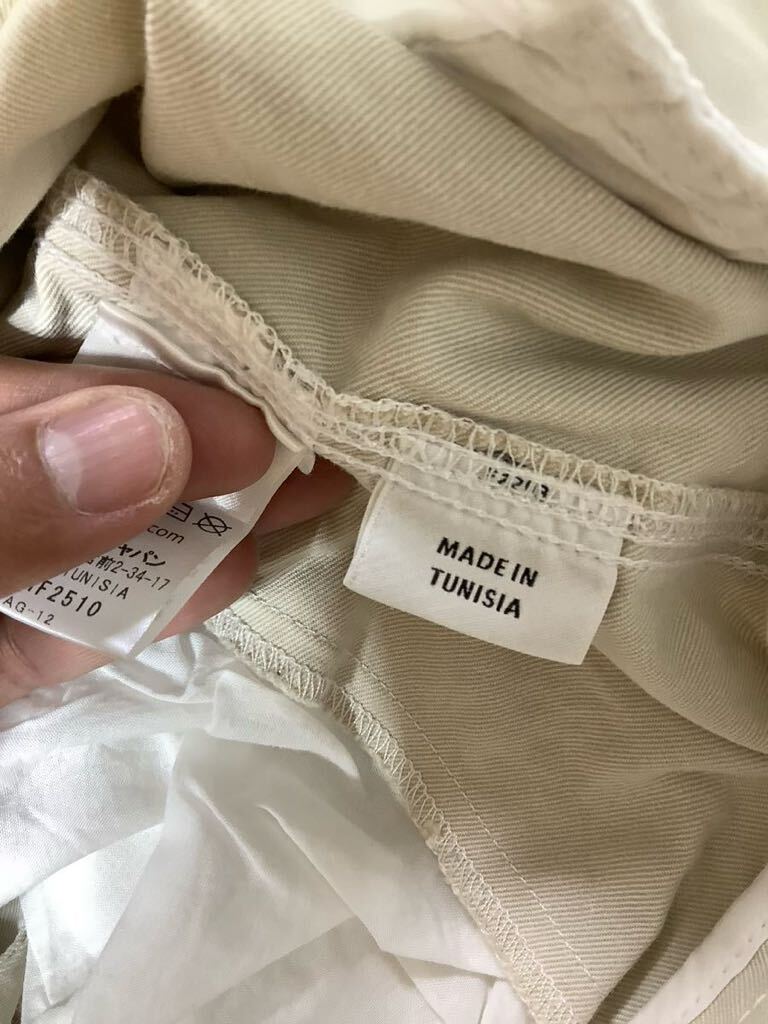 .com
ャパン
前2-34-17
TUNISIA
F2510
AG-12
MADE IN
TUNISIA